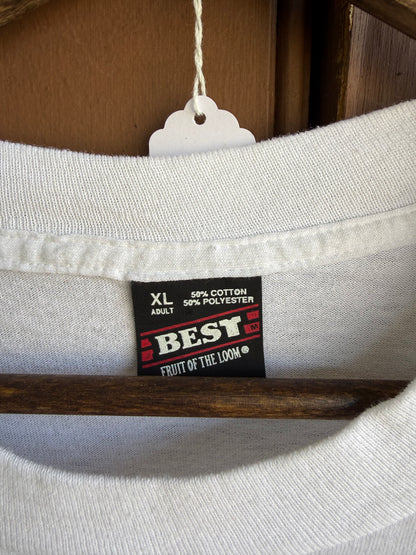 XL 50% COTTON
ADULT 50% POLYESTER
BEST
FRUIT OF THE LOOM®